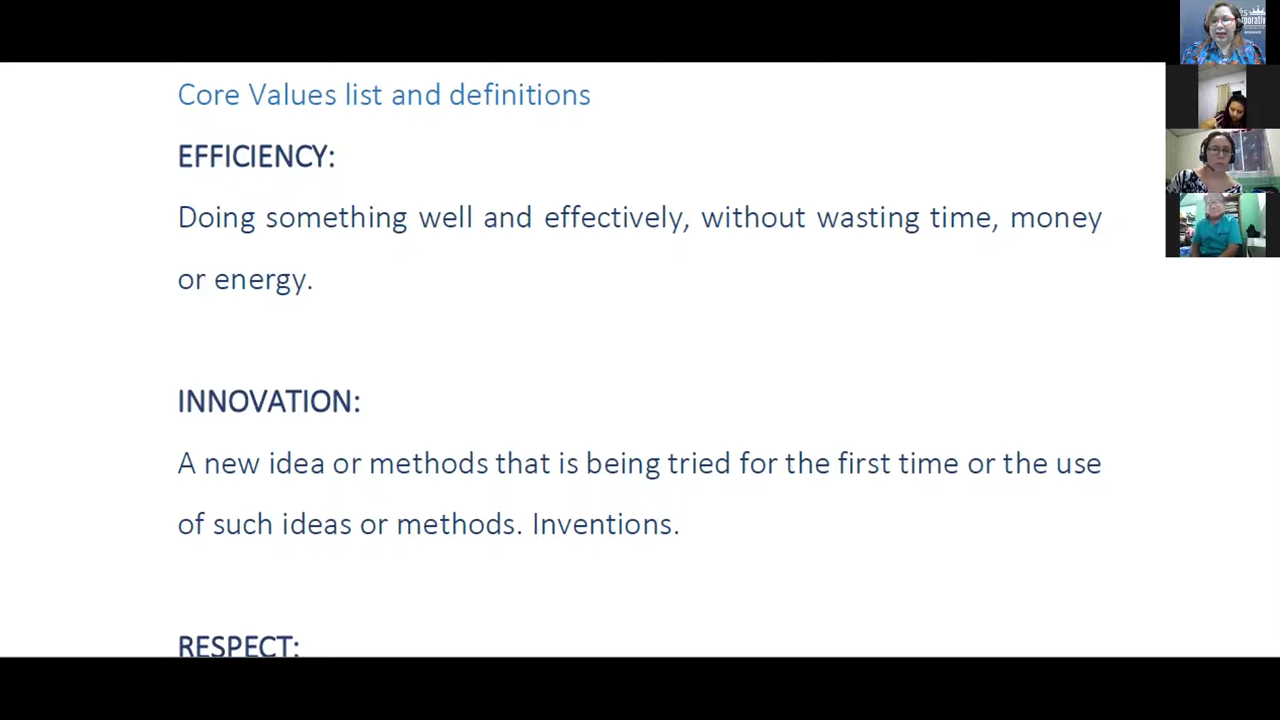 Core Values list and definitions
EFFICIENCY:
Doing something well and effectively, without wasting time, money
or energy.
INNOVATION:
A new idea or methods that is being tried for the first time or the use
of such ideas or methods. Inventions.
RESPECT: